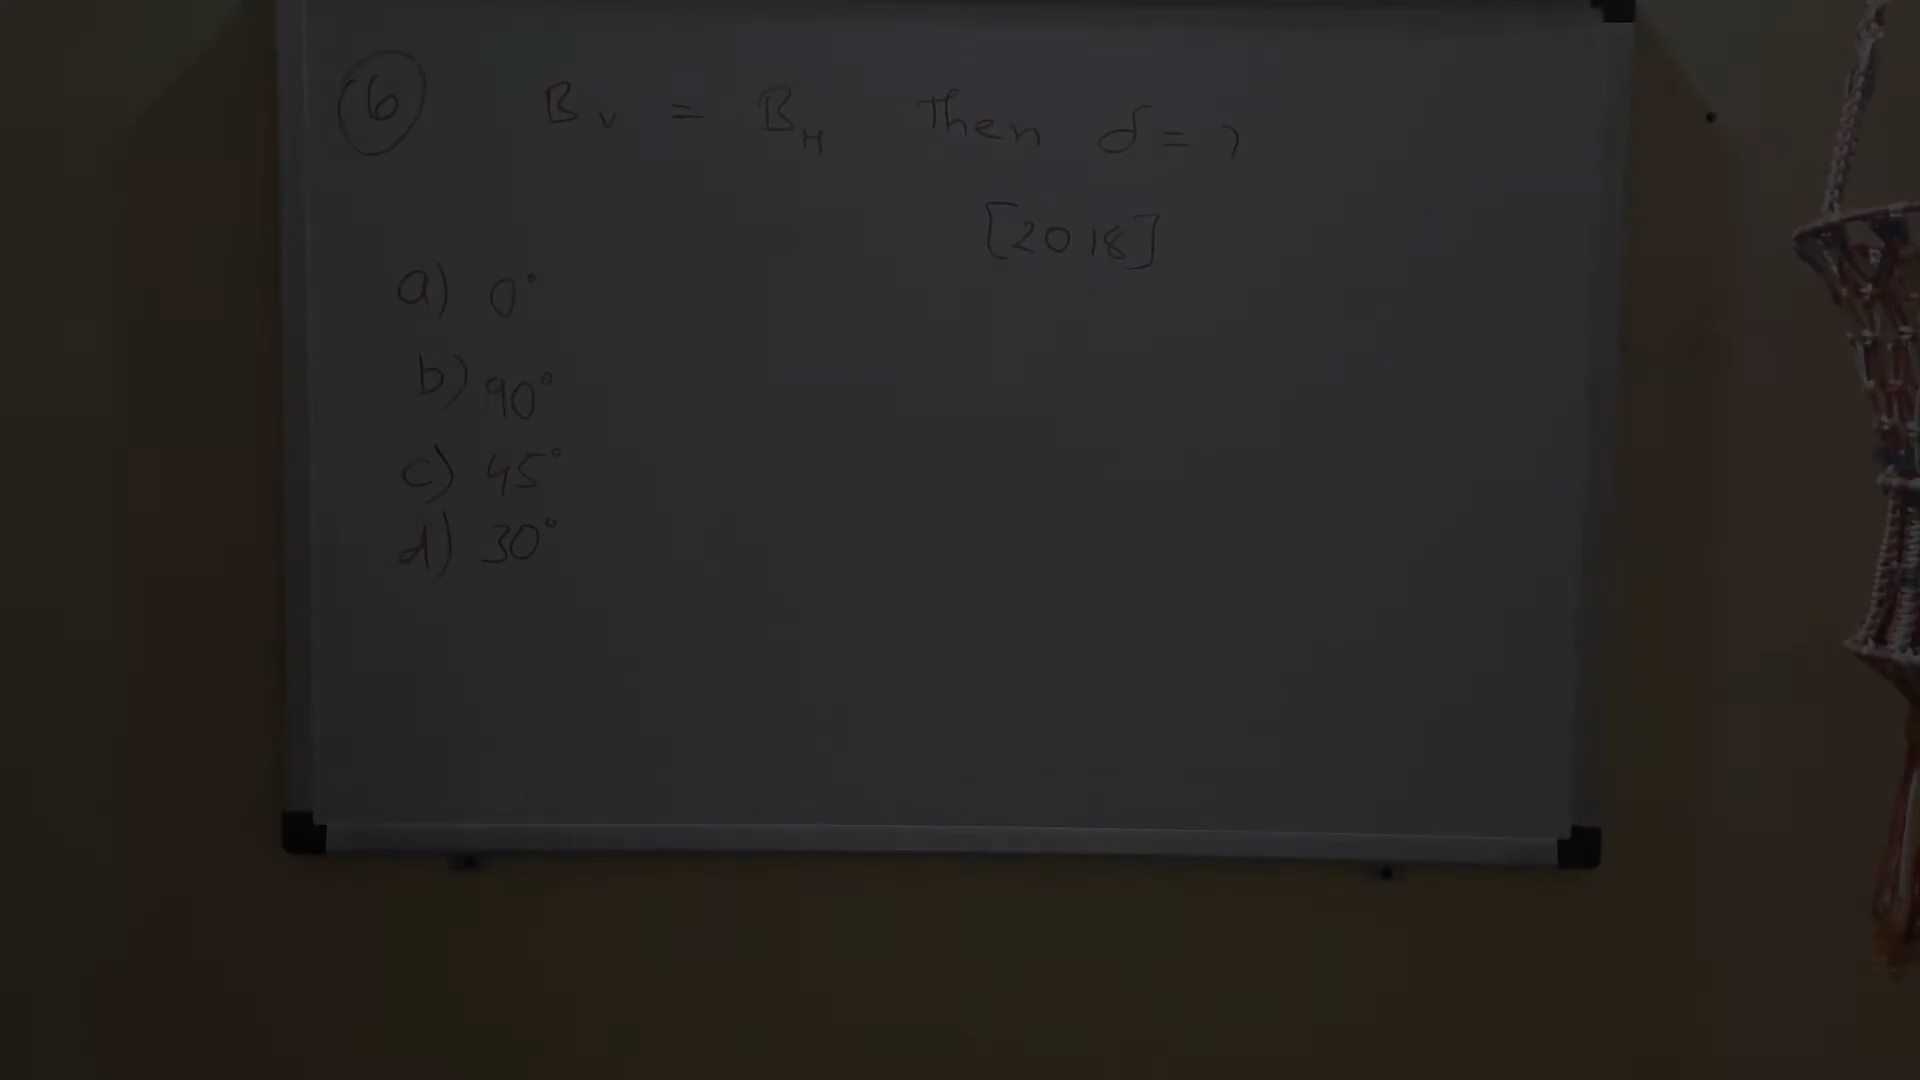 6 B_V = B_H Then δ = ?
[2018]
a) 0°
b) 90°
c) 45°
d) 30°